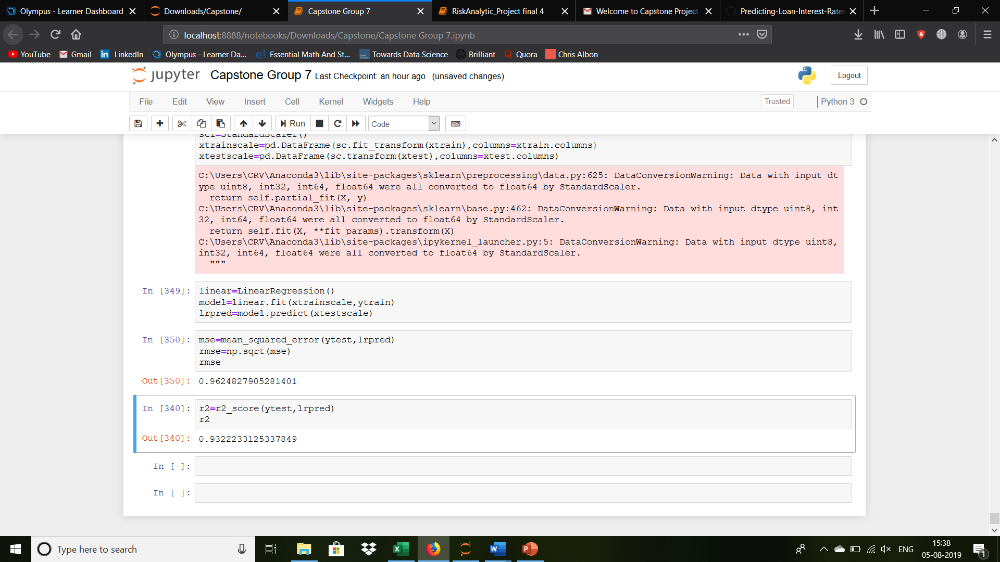 Olympus - Learner Dashboard
Downloads/Capstone/
Capstone Group 7
RiskAnalytic_Project final 4
Welcome to Capstone Project
Predicting-Loan-Interest-Rates
localhost:8888/notebooks/Downloads/Capstone/Capstone Group 7.ipynb
YouTube
Gmail
LinkedIn
Olympus - Learner Da...
Essential Math And St...
Towards Data Science
Brilliant
Quora
Chris Albon
jupyter Capstone Group 7 Last Checkpoint: an hour ago (unsaved changes)
Logout
File Edit View Insert Cell Kernel Widgets Help
Trusted
Python 3
Run
Code
scl=StandardScaler()
xtrainscale=pd.DataFrame(sc.fit_transform(xtrain),columns=xtrain.columns)
xtestscale=pd.DataFrame(sc.transform(xtest),columns=xtest.columns)
C:\Users\CRV\Anaconda3\lib\site-packages\sklearn\preprocessing\data.py:625: DataConversionWarning: Data with input dt
ype uint8, int32, int64, float64 were all converted to float64 by StandardScaler.
return self.partial_fit(X, y)
C:\Users\CRV\Anaconda3\lib\site-packages\sklearn\base.py:462: DataConversionWarning: Data with input dtype uint8, int
32, int64, float64 were all converted to float64 by StandardScaler.
return self.fit(X, **fit_params).transform(X)
C:\Users\CRV\Anaconda3\lib\site-packages\ipykernel_launcher.py:5: DataConversionWarning: Data with input dtype uint8,
int32, int64, float64 were all converted to float64 by StandardScaler.
"""
In [349]: linear=LinearRegression()
model=linear.fit(xtrainscale,ytrain)
lrpred=model.predict(xtestscale)
In [350]: mse=mean_squared_error(ytest,lrpred)
rmse=np.sqrt(mse)
rmse
Out[350]: 0.9624827905281401
In [340]: r2=r2_score(ytest,lrpred)
r2
Out[340]: 0.9322233125337849
In [ ]:
In [ ]:
Type here to search
ENG
15:38
05-08-2019
1